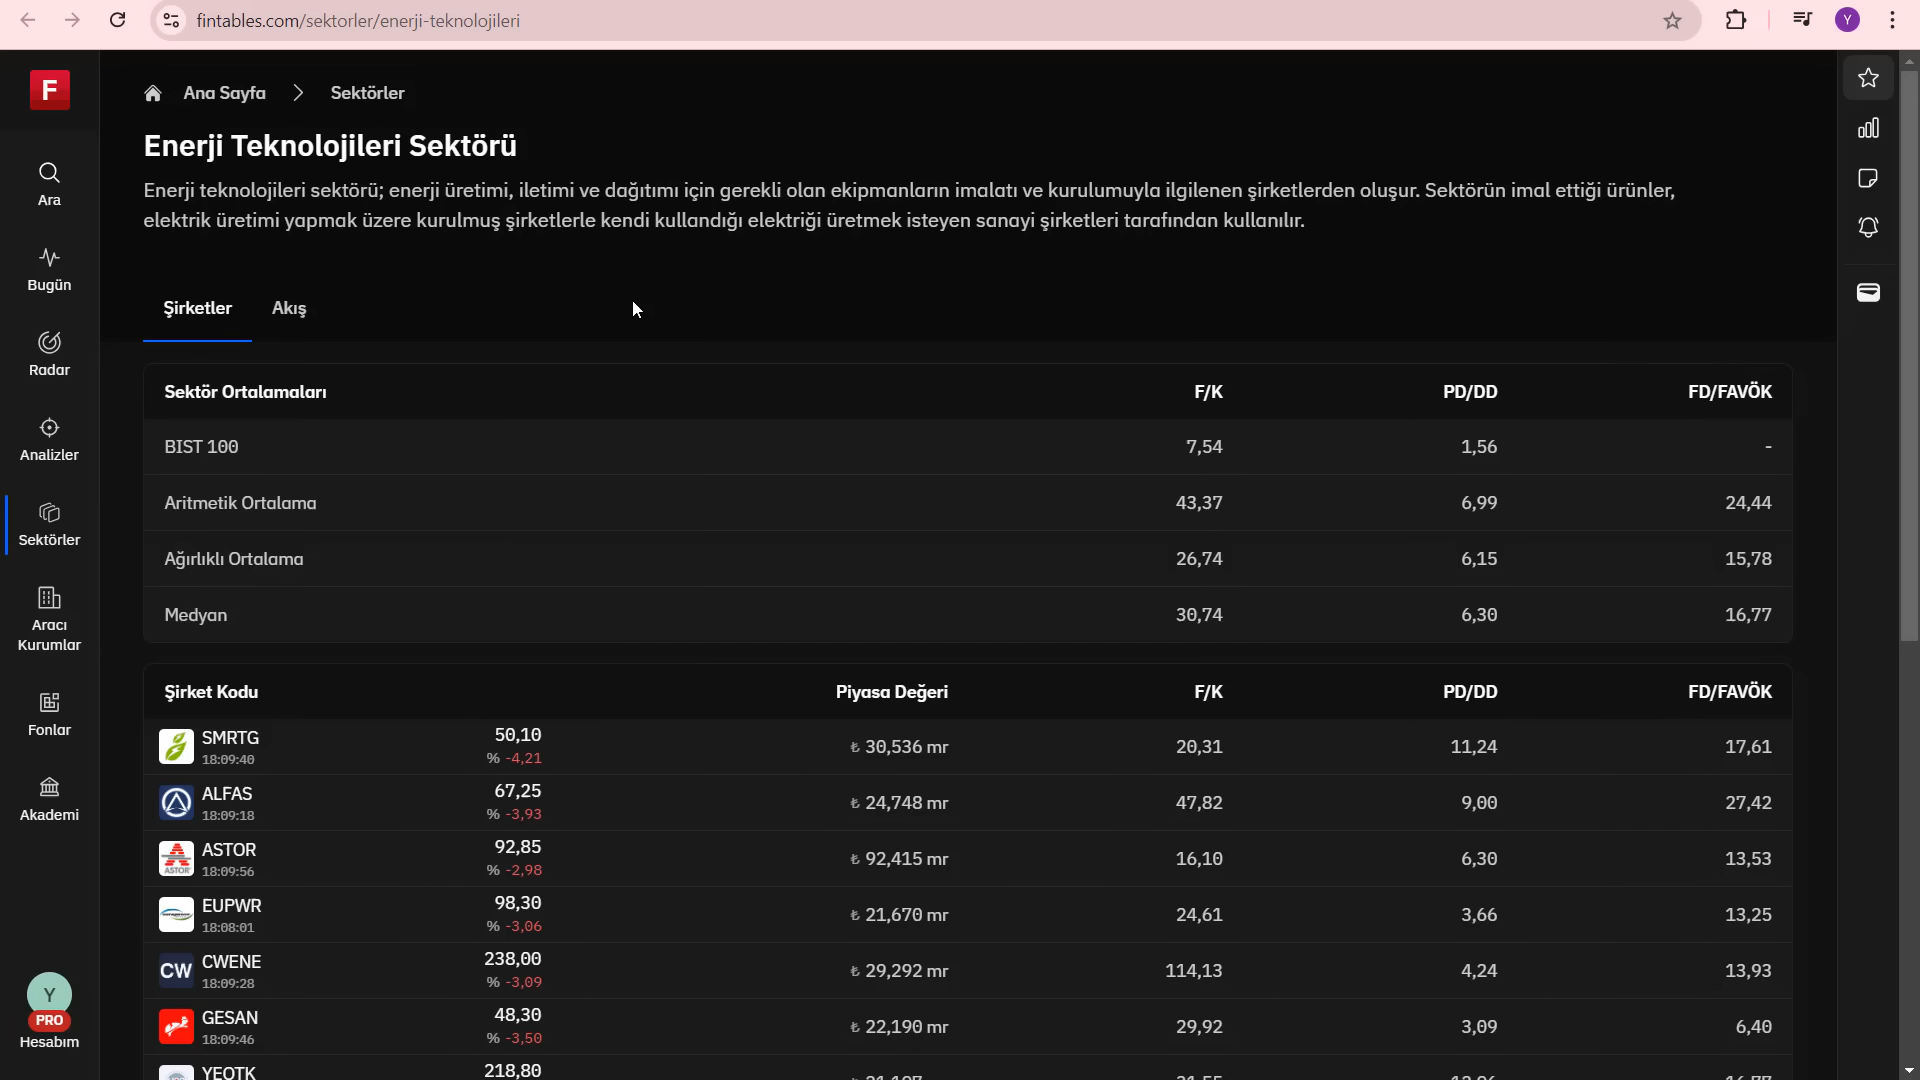 fintables.com/sektorler/enerji-teknolojileri
Y
F
Ara
Bugün
Radar
Analizler
Sektörler
Aracı
Kurumlar
Fonlar
Akademi
Y
PRO
Hesabım
Ana Sayfa > Sektörler
Enerji Teknolojileri Sektörü
Enerji teknolojileri sektörü; enerji üretimi, iletimi ve dağıtımı için gerekli olan ekipmanların imalatı ve kurulumuyla ilgilenen şirketlerden oluşur. Sektörün imal ettiği ürünler,
elektrik üretimi yapmak üzere kurulmuş şirketlerle kendi kullandığı elektriği üretmek isteyen sanayi şirketleri tarafından kullanılır.
Şirketler Akış
Sektör Ortalamaları F/K PD/DD FD/FAVÖK
BIST 100 7,54 1,56 -
Aritmetik Ortalama 43,37 6,99 24,44
Ağırlıklı Ortalama 26,74 6,15 15,78
Medyan 30,74 6,30 16,77
Şirket Kodu Piyasa Değeri F/K PD/DD FD/FAVÖK
SMRTG 50,10 ₺ 30,536 mr 20,31 11,24 17,61
18:09:40 % -4,21
ALFAS 67,25 ₺ 24,748 mr 47,82 9,00 27,42
18:09:18 % -3,93
ASTOR 92,85 ₺ 92,415 mr 16,10 6,30 13,53
ASTOR 18:09:56 % -2,98
EUPWR 98,30 ₺ 21,670 mr 24,61 3,66 13,25
18:08:01 % -3,06
CW CWENE 238,00 ₺ 29,292 mr 114,13 4,24 13,93
18:09:28 % -3,09
GESAN 48,30 ₺ 22,190 mr 29,92 3,09 6,40
18:09:46 % -3,50
YEOTK 218,80